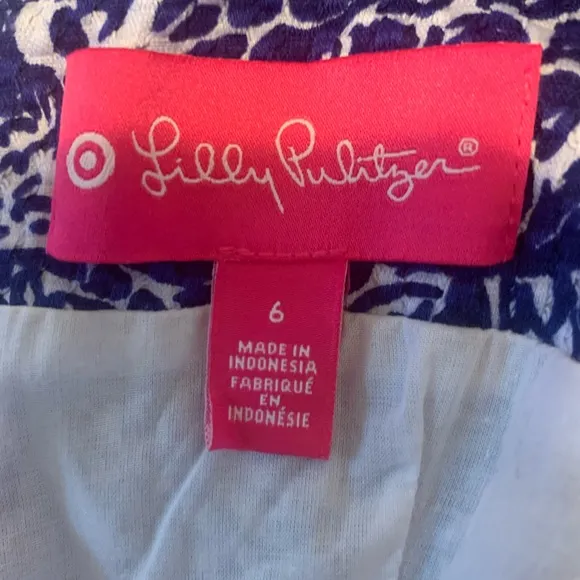 Lilly Pulitzer®
6
MADE IN
INDONESIA
FABRIQUÉ
EN
INDONÉSIE